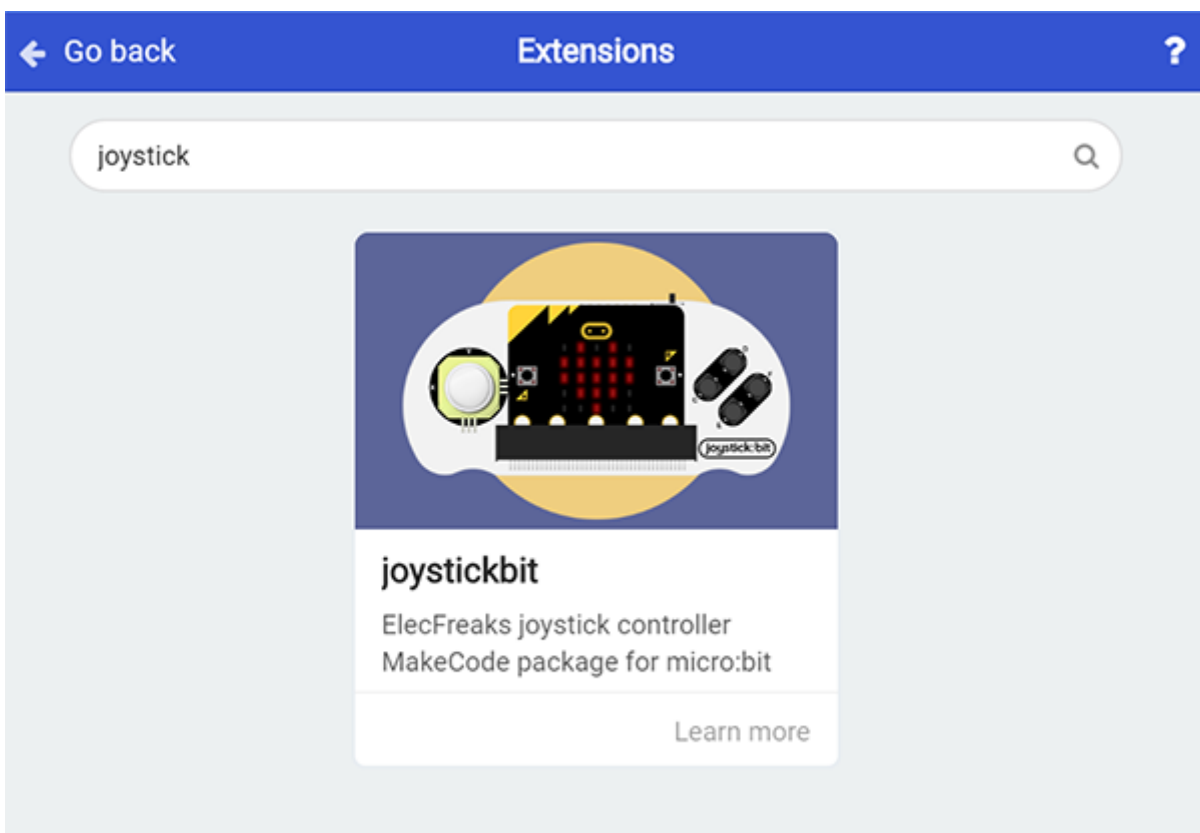 Go back
Extensions
?
joystick
joystick:bit
joystickbit
ElecFreaks joystick controller
MakeCode package for micro:bit
Learn more